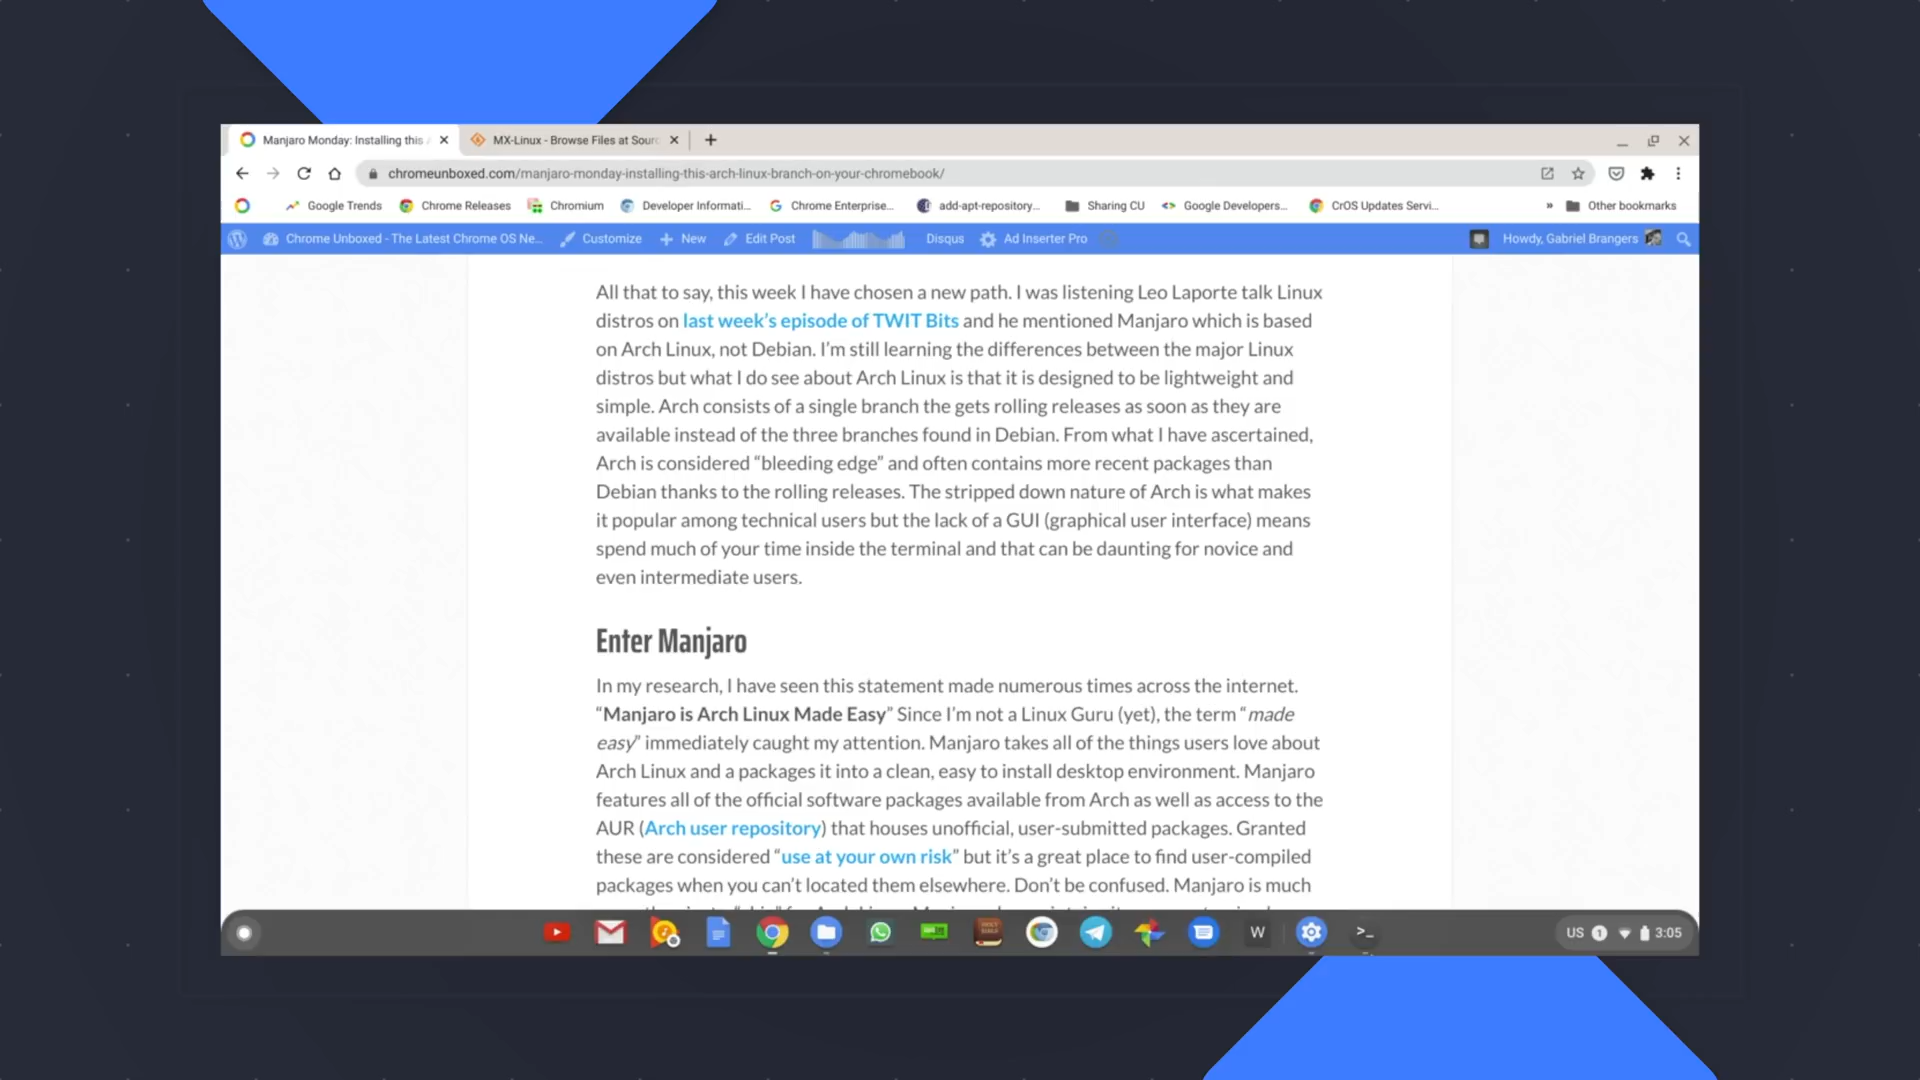 Manjaro Monday: Installing this
MX-Linux - Browse Files at Sour
chromeunboxed.com/manjaro-monday-installing-this-arch-linux-branch-on-your-chromebook/
Google Trends Chrome Releases Chromium Developer Informati... Chrome Enterprise... add-apt-repository... Sharing CU Google Developers... CrOS Updates Servi... » Other bookmarks
Chrome Unboxed - The Latest Chrome OS Ne... Customize + New Edit Post Disqus Ad Inserter Pro Howdy, Gabriel Brangers
All that to say, this week I have chosen a new path. I was listening Leo Laporte talk Linux
distros on last week’s episode of TWIT Bits and he mentioned Manjaro which is based
on Arch Linux, not Debian. I’m still learning the differences between the major Linux
distros but what I do see about Arch Linux is that it is designed to be lightweight and
simple. Arch consists of a single branch the gets rolling releases as soon as they are
available instead of the three branches found in Debian. From what I have ascertained,
Arch is considered “bleeding edge” and often contains more recent packages than
Debian thanks to the rolling releases. The stripped down nature of Arch is what makes
it popular among technical users but the lack of a GUI (graphical user interface) means
spend much of your time inside the terminal and that can be daunting for novice and
even intermediate users.
Enter Manjaro
In my research, I have seen this statement made numerous times across the internet.
“Manjaro is Arch Linux Made Easy” Since I’m not a Linux Guru (yet), the term “made
easy” immediately caught my attention. Manjaro takes all of the things users love about
Arch Linux and a packages it into a clean, easy to install desktop environment. Manjaro
features all of the official software packages available from Arch as well as access to the
AUR (Arch user repository) that houses unofficial, user-submitted packages. Granted
these are considered “use at your own risk” but it’s a great place to find user-compiled
packages when you can’t located them elsewhere. Don’t be confused. Manjaro is much
W >_ US 1 3:05